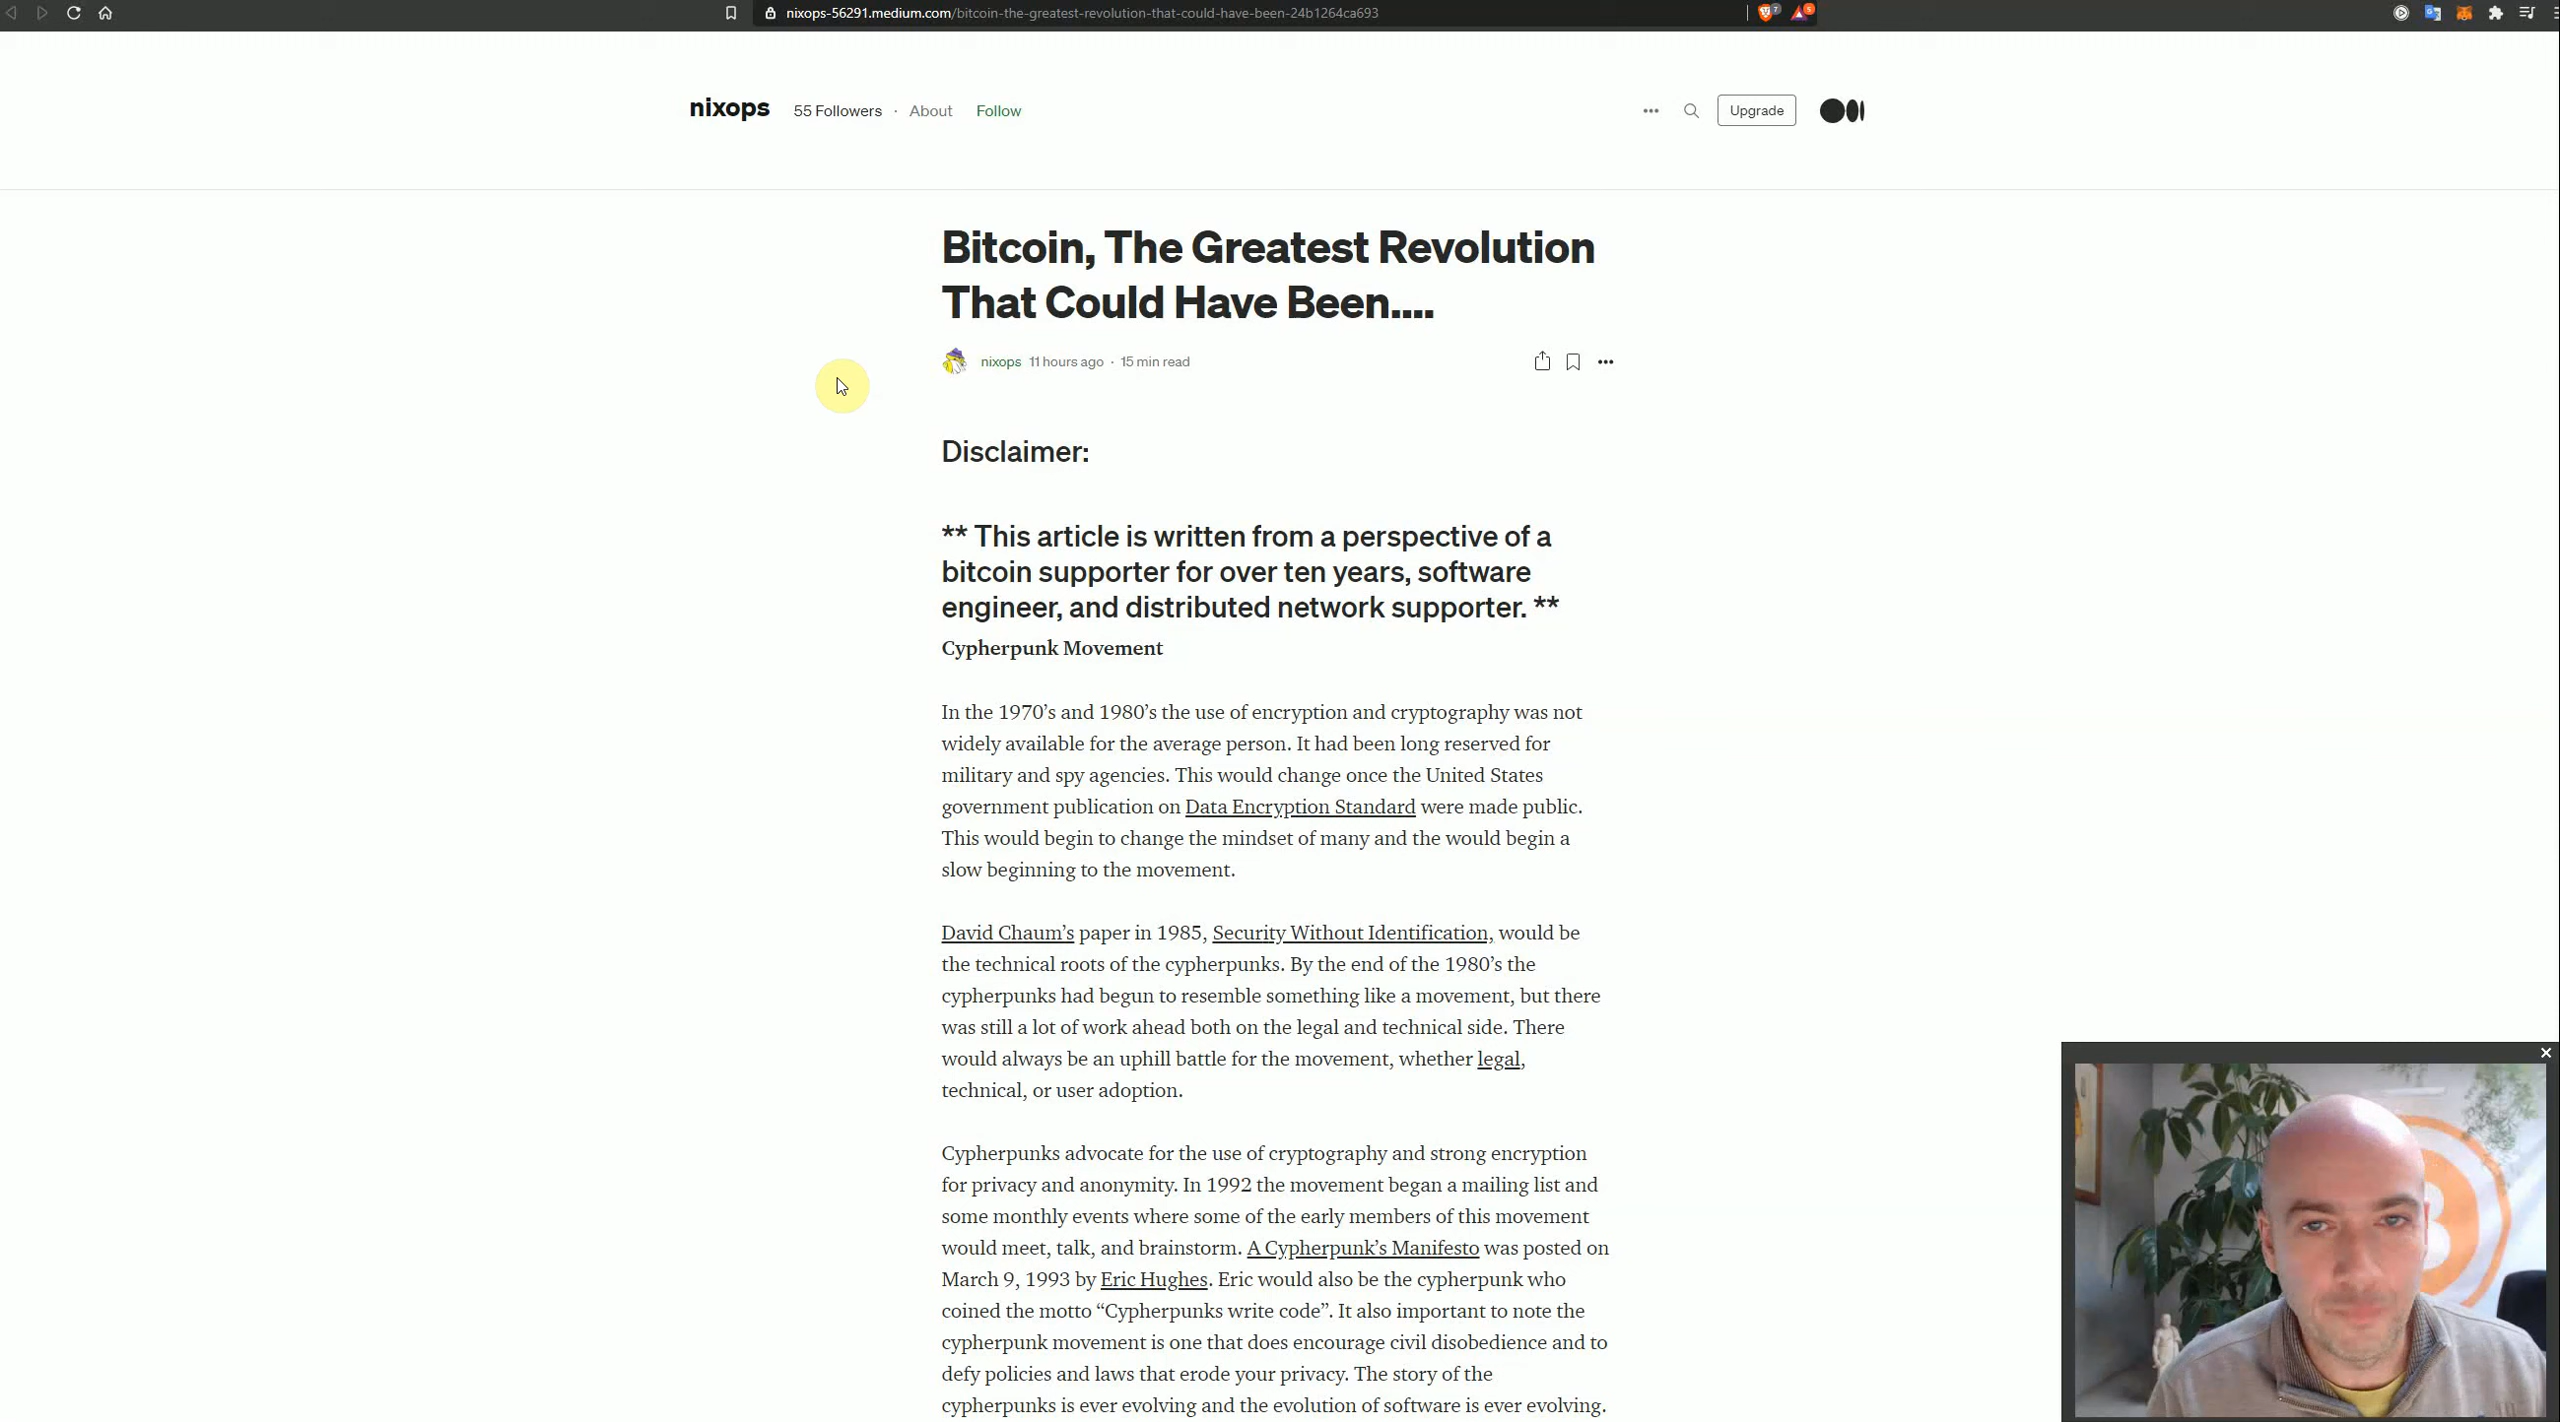 nixops-56291.medium.com/bitcoin-the-greatest-revolution-that-could-have-been-24b1264ca693
7
5
nixops 55 Followers · About Follow
Upgrade
Bitcoin, The Greatest Revolution
That Could Have Been....
nixops 11 hours ago · 15 min read
Disclaimer:
** This article is written from a perspective of a
bitcoin supporter for over ten years, software
engineer, and distributed network supporter. **
Cypherpunk Movement
In the 1970’s and 1980’s the use of encryption and cryptography was not
widely available for the average person. It had been long reserved for
military and spy agencies. This would change once the United States
government publication on Data Encryption Standard were made public.
This would begin to change the mindset of many and the would begin a
slow beginning to the movement.
David Chaum’s paper in 1985, Security Without Identification, would be
the technical roots of the cypherpunks. By the end of the 1980’s the
cypherpunks had begun to resemble something like a movement, but there
was still a lot of work ahead both on the legal and technical side. There
would always be an uphill battle for the movement, whether legal,
technical, or user adoption.
Cypherpunks advocate for the use of cryptography and strong encryption
for privacy and anonymity. In 1992 the movement began a mailing list and
some monthly events where some of the early members of this movement
would meet, talk, and brainstorm. A Cypherpunk’s Manifesto was posted on
March 9, 1993 by Eric Hughes. Eric would also be the cypherpunk who
coined the motto “Cypherpunks write code”. It also important to note the
cypherpunk movement is one that does encourage civil disobedience and to
defy policies and laws that erode your privacy. The story of the
cypherpunks is ever evolving and the evolution of software is ever evolving.